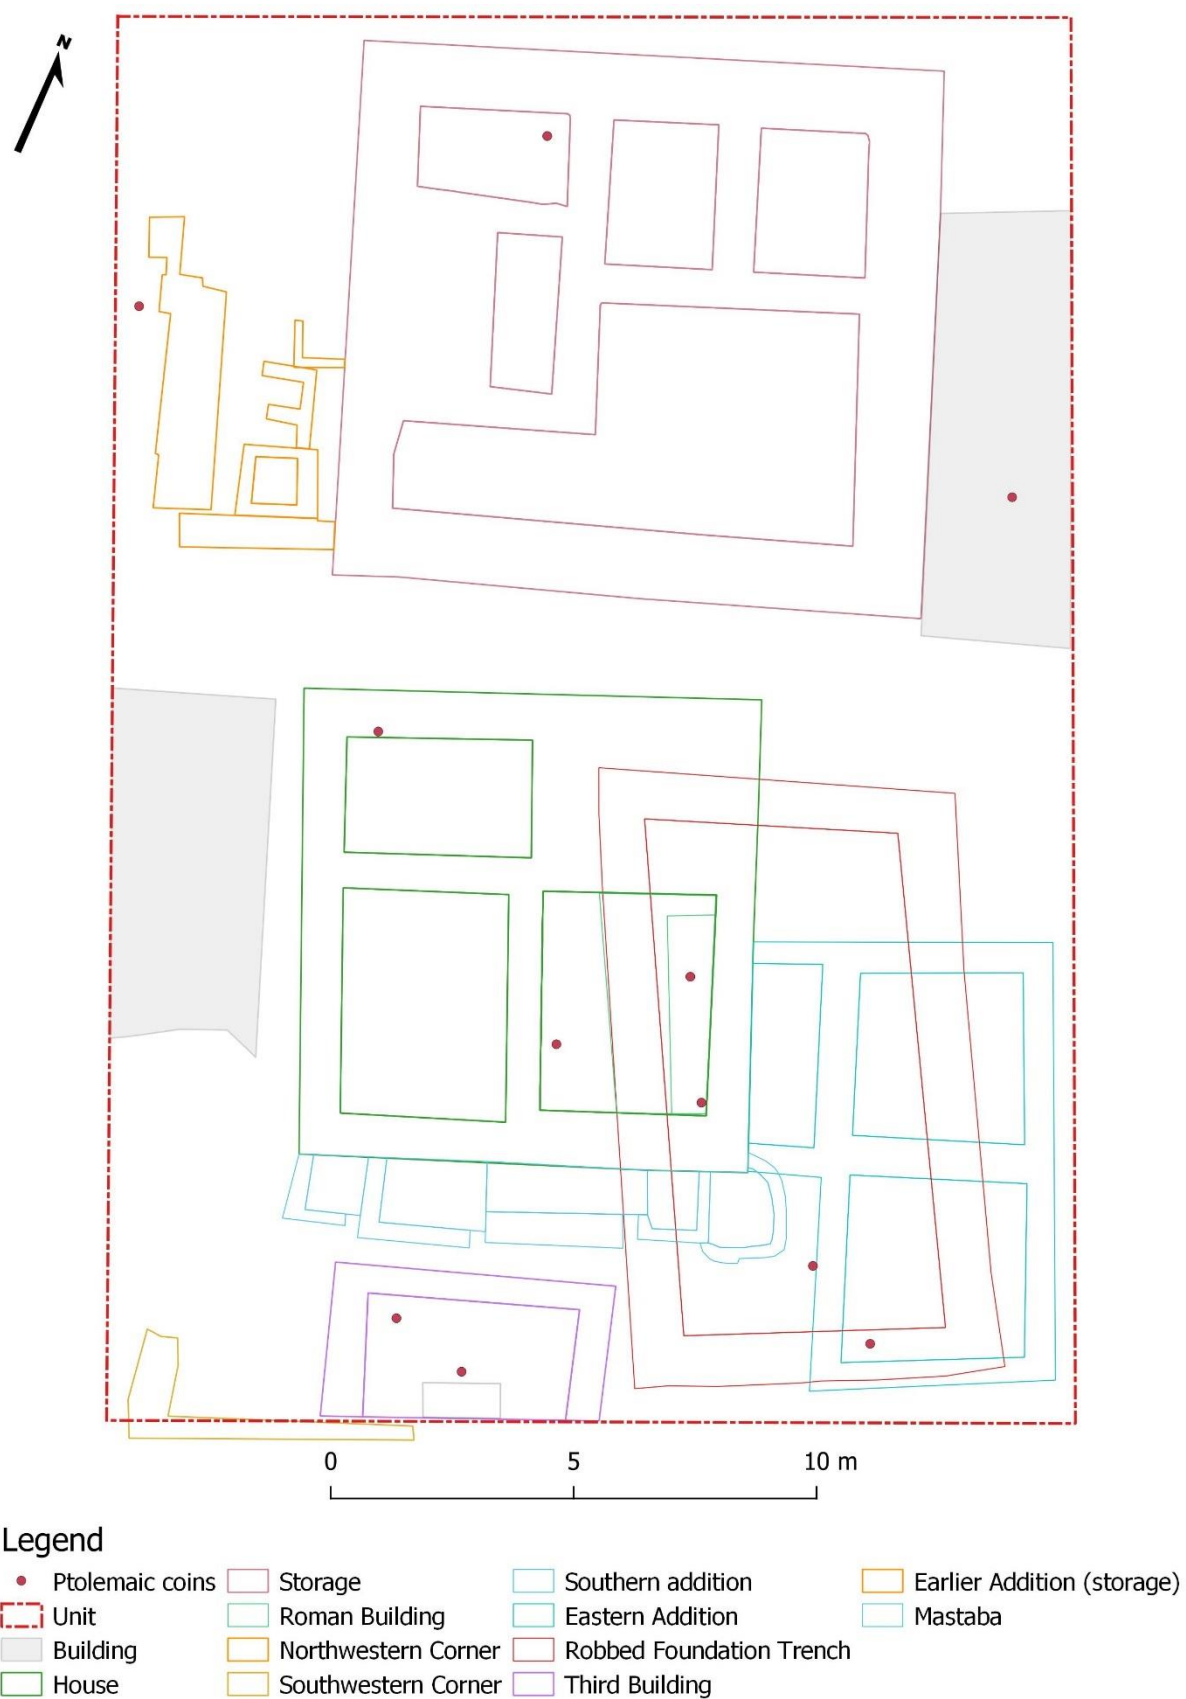 N
0 5 10 m
Legend
Ptolemaic coins Storage Southern addition Earlier Addition (storage)
Unit Roman Building Eastern Addition Mastaba
Building Northwestern Corner Robbed Foundation Trench
House Southwestern Corner Third Building